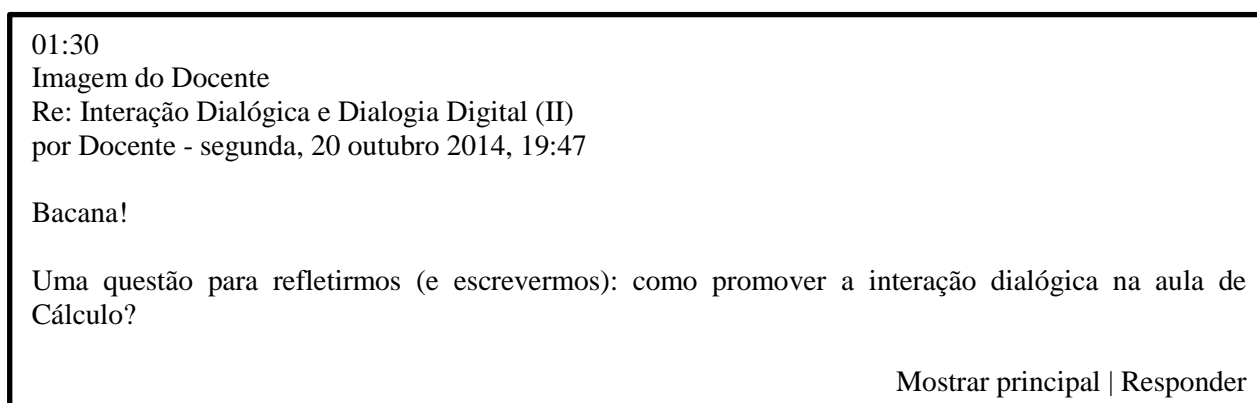 01:30
Imagem do Docente
Re: Interação Dialógica e Dialogia Digital (II)
por Docente - segunda, 20 outubro 2014, 19:47
Bacana!
Uma questão para refletirmos (e escrevermos): como promover a interação dialógica na aula de
Cálculo?
Mostrar principal | Responder